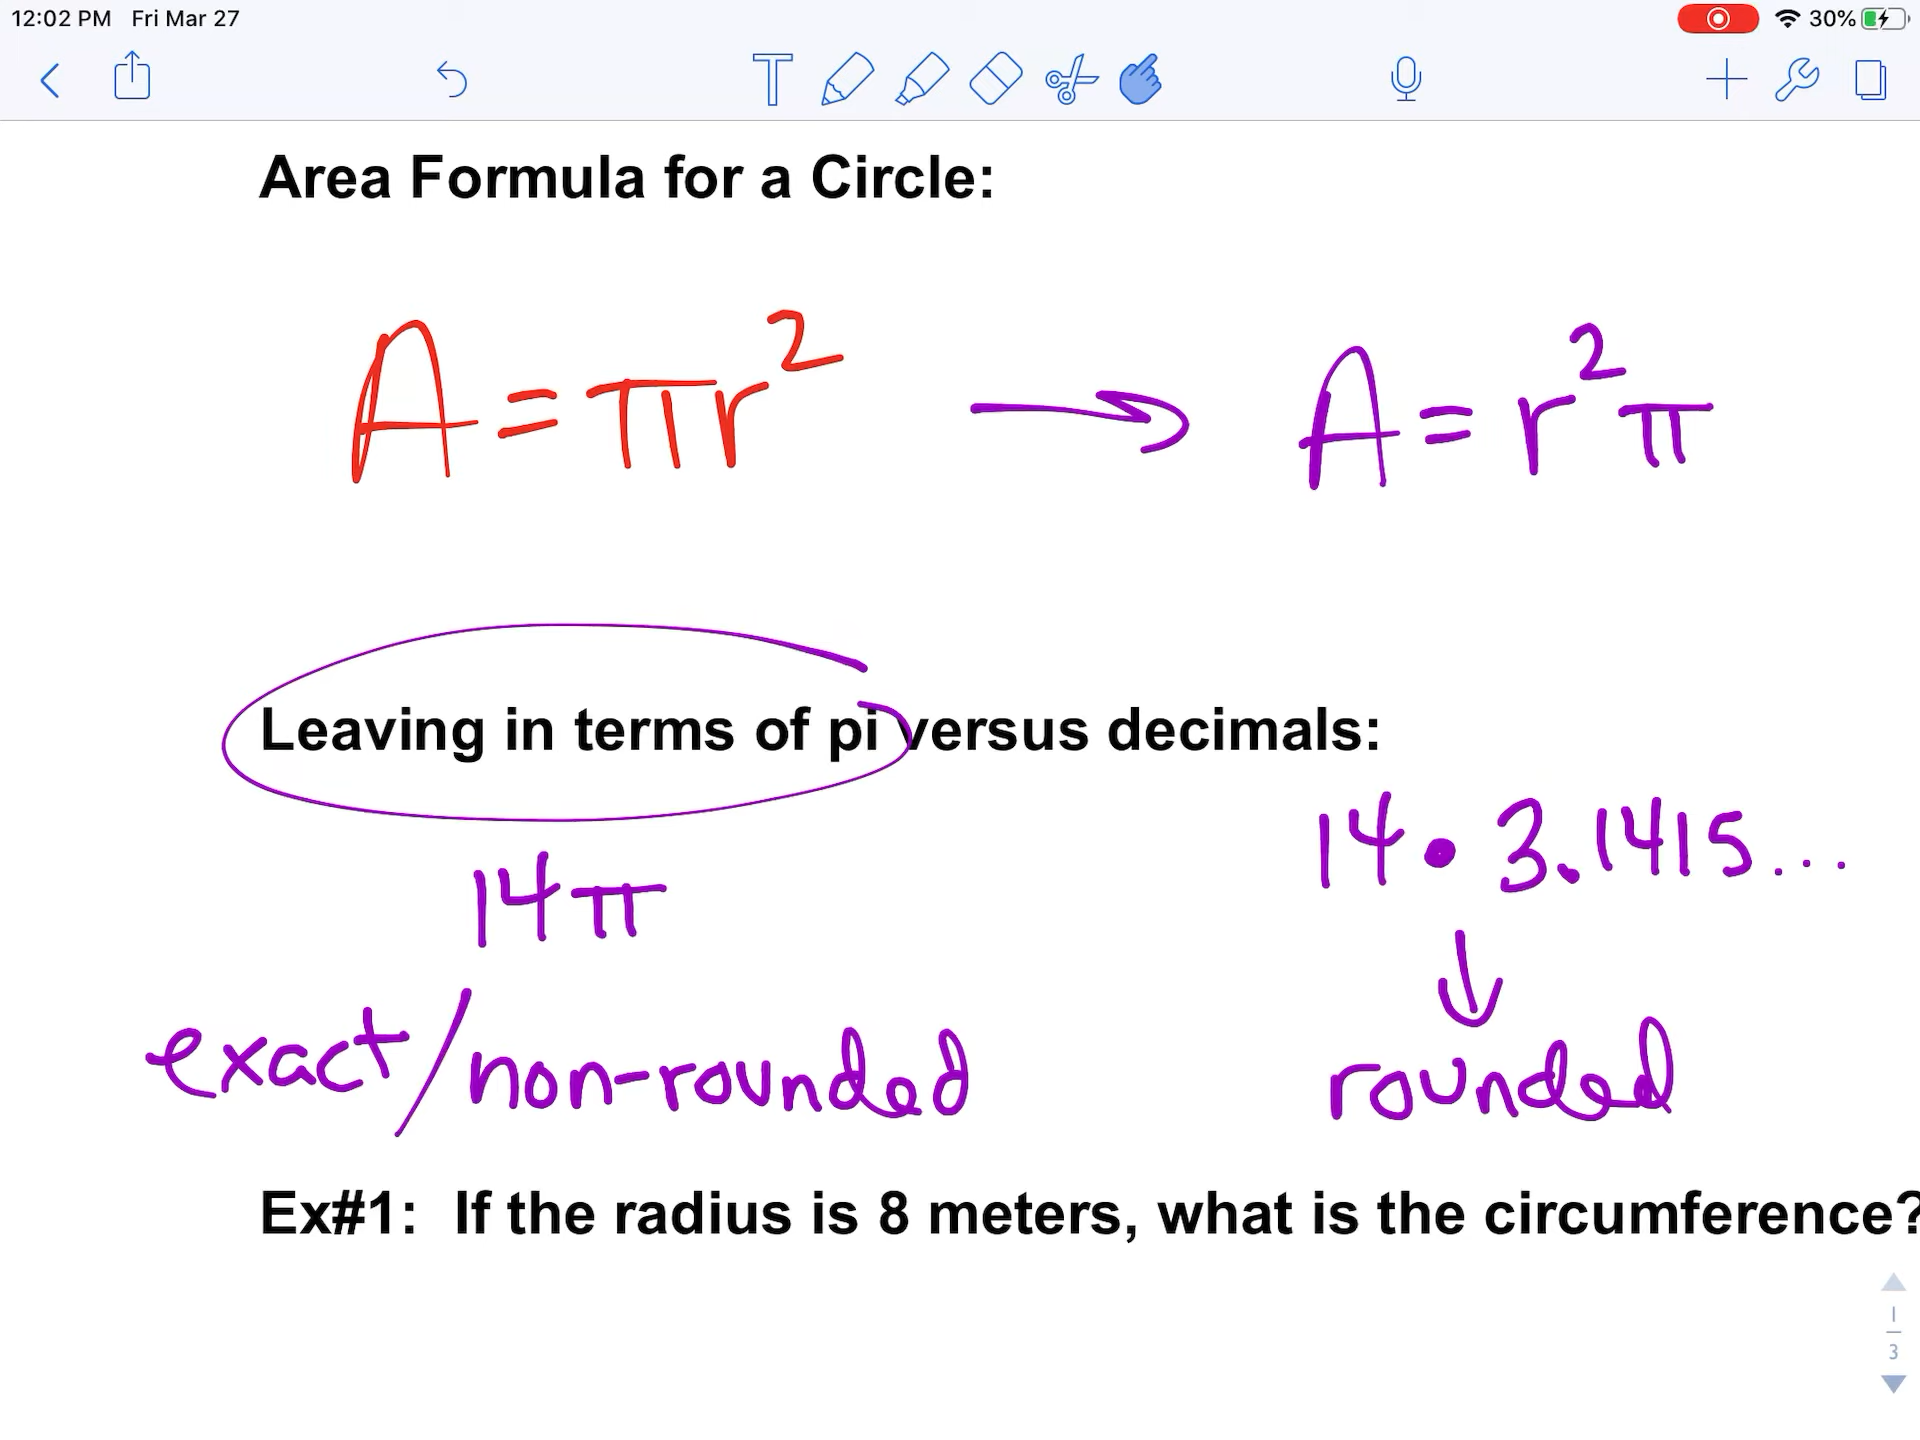 12:02 PM Fri Mar 27 30%
T
Area Formula for a Circle:
A = πr² → A = r²π
Leaving in terms of pi versus decimals:
14π 14 • 3.1415...
↓
exact/non-rounded rounded
Ex#1: If the radius is 8 meters, what is the circumference?
1
3